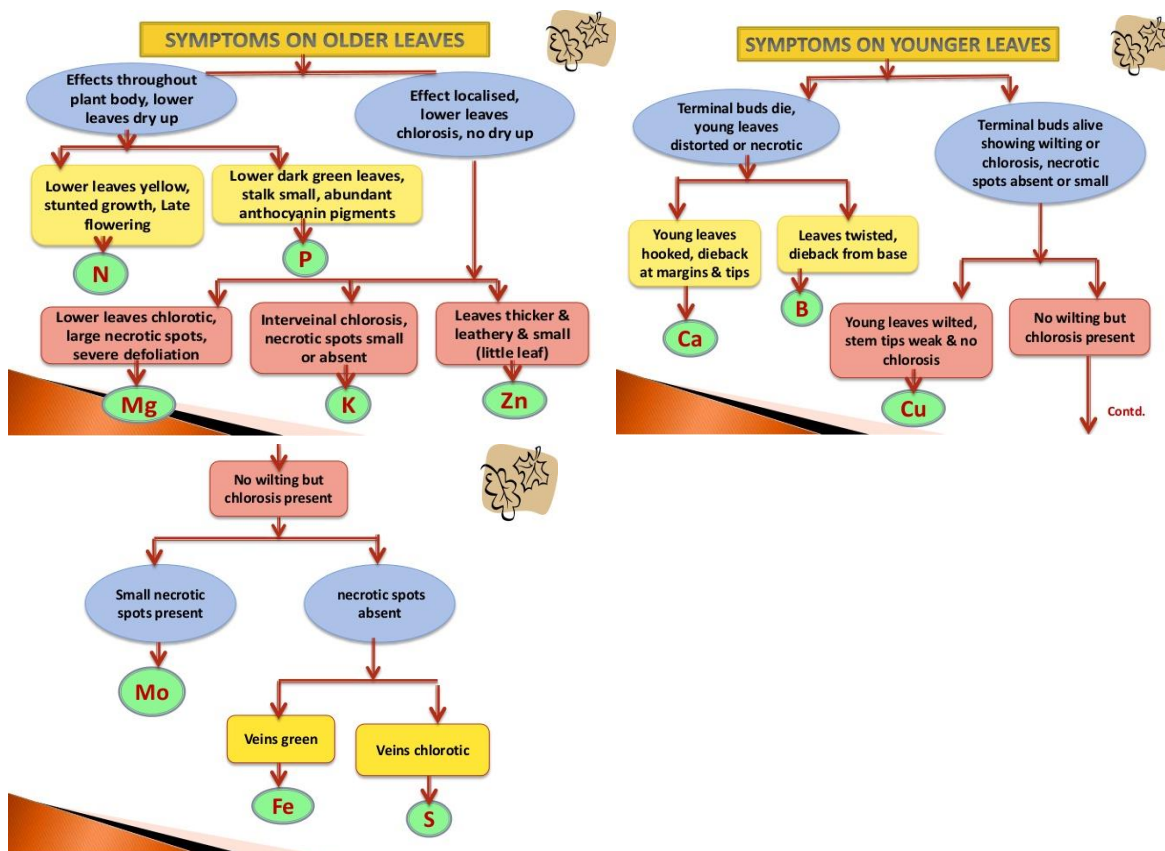 SYMPTOMS ON OLDER LEAVES
Effects throughout
plant body, lower
leaves dry up
Effect localised,
lower leaves
chlorosis, no dry up
Lower leaves yellow,
stunted growth, Late
flowering
Lower dark green leaves,
stalk small, abundant
anthocyanin pigments
N
P
Lower leaves chlorotic,
large necrotic spots,
severe defoliation
Interveinal chlorosis,
necrotic spots small
or absent
Leaves thicker &
leathery & small
(little leaf)
Mg
K
Zn
SYMPTOMS ON YOUNGER LEAVES
Terminal buds die,
young leaves
distorted or necrotic
Terminal buds alive
showing wilting or
chlorosis, necrotic
spots absent or small
Young leaves
hooked, dieback
at margins & tips
Leaves twisted,
dieback from base
Ca
B
Young leaves wilted,
stem tips weak & no
chlorosis
No wilting but
chlorosis present
Cu
Contd.
No wilting but
chlorosis present
Small necrotic
spots present
necrotic spots
absent
Mo
Veins green
Veins chlorotic
Fe
S